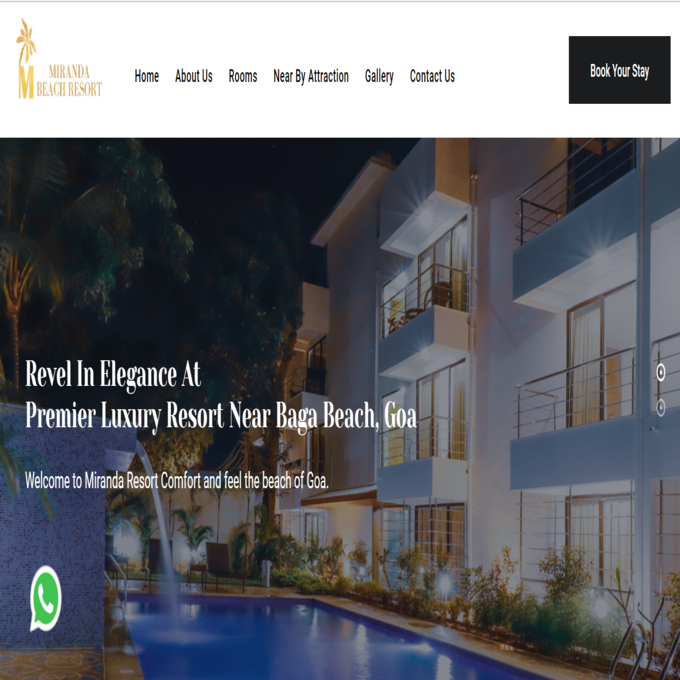 MIRANDA
BEACH RESORT
Home About Us Rooms Near By Attraction Gallery Contact Us
Book Your Stay
Revel In Elegance At
Premier Luxury Resort Near Baga Beach, Goa
Welcome to Miranda Resort Comfort and feel the beach of Goa.